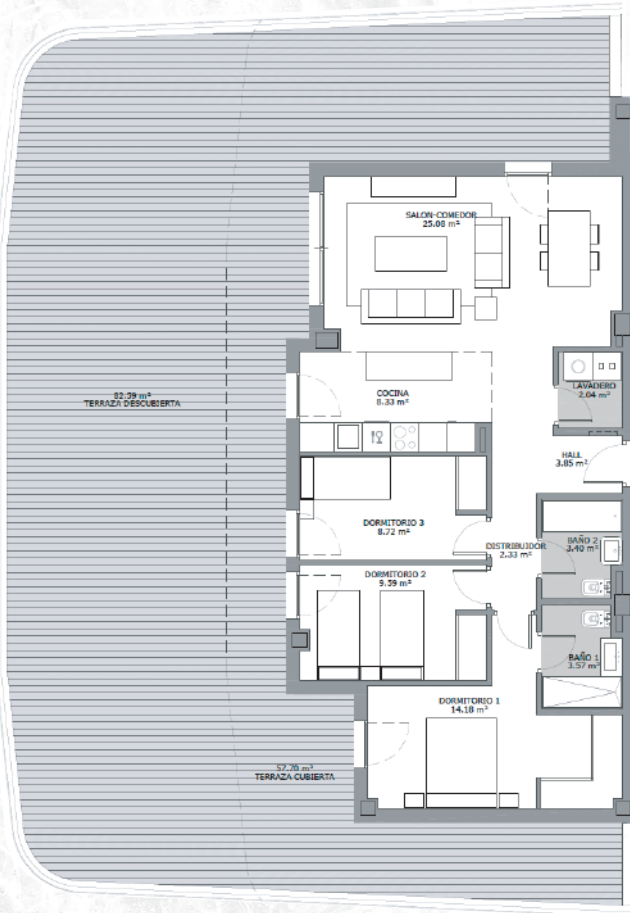 SALON-COMEDOR
25.08 m²
82.59 m²
TERRAZA DESCUBIERTA
COCINA
8.33 m²
LAVADERO
2.04 m²
HALL
3.85 m²
DORMITORIO 3
8.72 m²
DISTRIBUIDOR
2.33 m²
BAÑO 2
3.40 m²
DORMITORIO 2
9.59 m²
BAÑO 1
3.57 m²
DORMITORIO 1
14.18 m²
57.70 m²
TERRAZA CUBIERTA